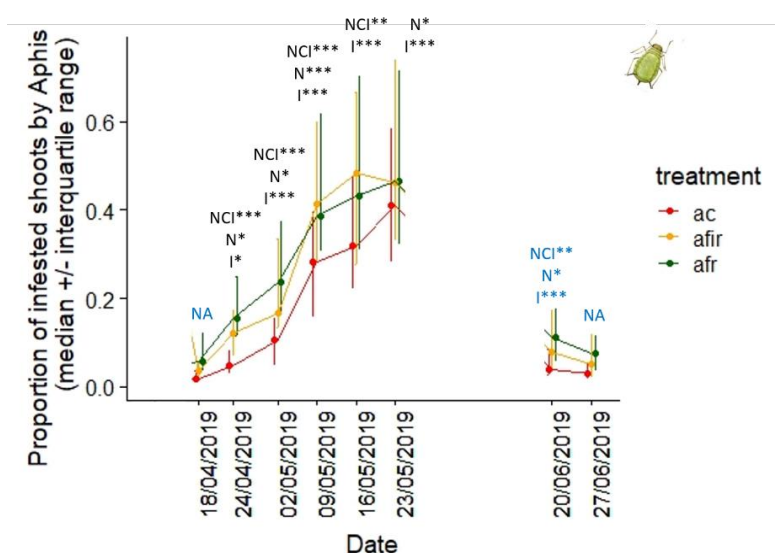 NCI** N*
I*** I***
NCI***
N***
I***
NCI***
N*
I***
NCI***
N*
I*
NA
NCI**
N*
I***
NA
Proportion of infested shoots by Aphis
(median +/- interquartile range)
0.6
0.4
0.2
0.0
18/04/2019
24/04/2019
02/05/2019
09/05/2019
16/05/2019
23/05/2019
20/06/2019
27/06/2019
Date
treatment
ac
afir
afr